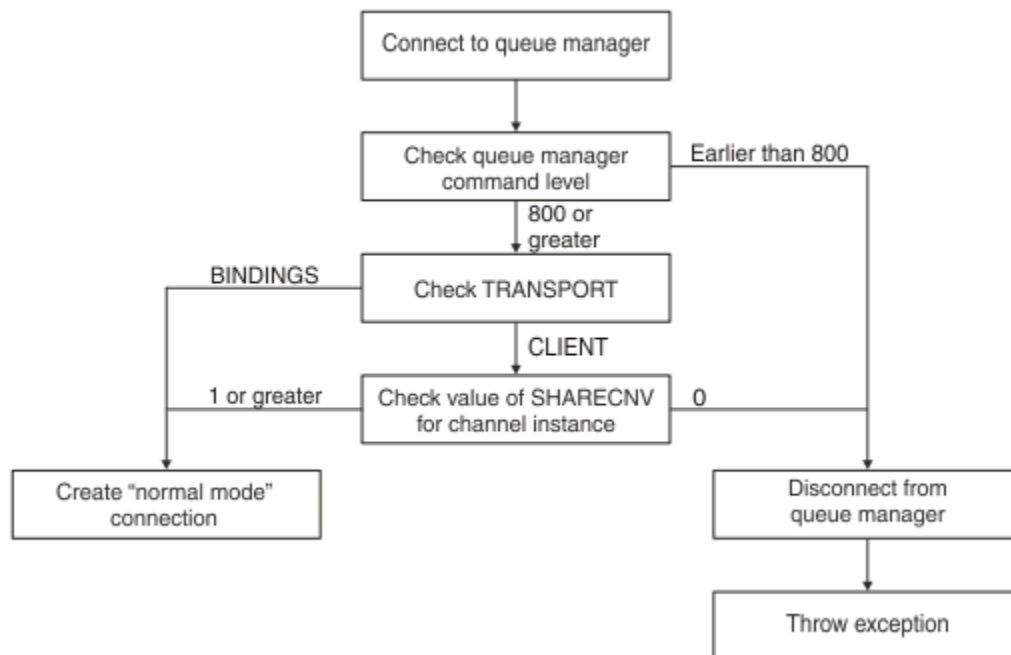 Connect to queue manager
Check queue manager
command level
Earlier than 800
800 or
greater
BINDINGS
Check TRANSPORT
CLIENT
1 or greater
Check value of SHARECNV
for channel instance
0
Create “normal mode”
connection
Disconnect from
queue manager
Throw exception